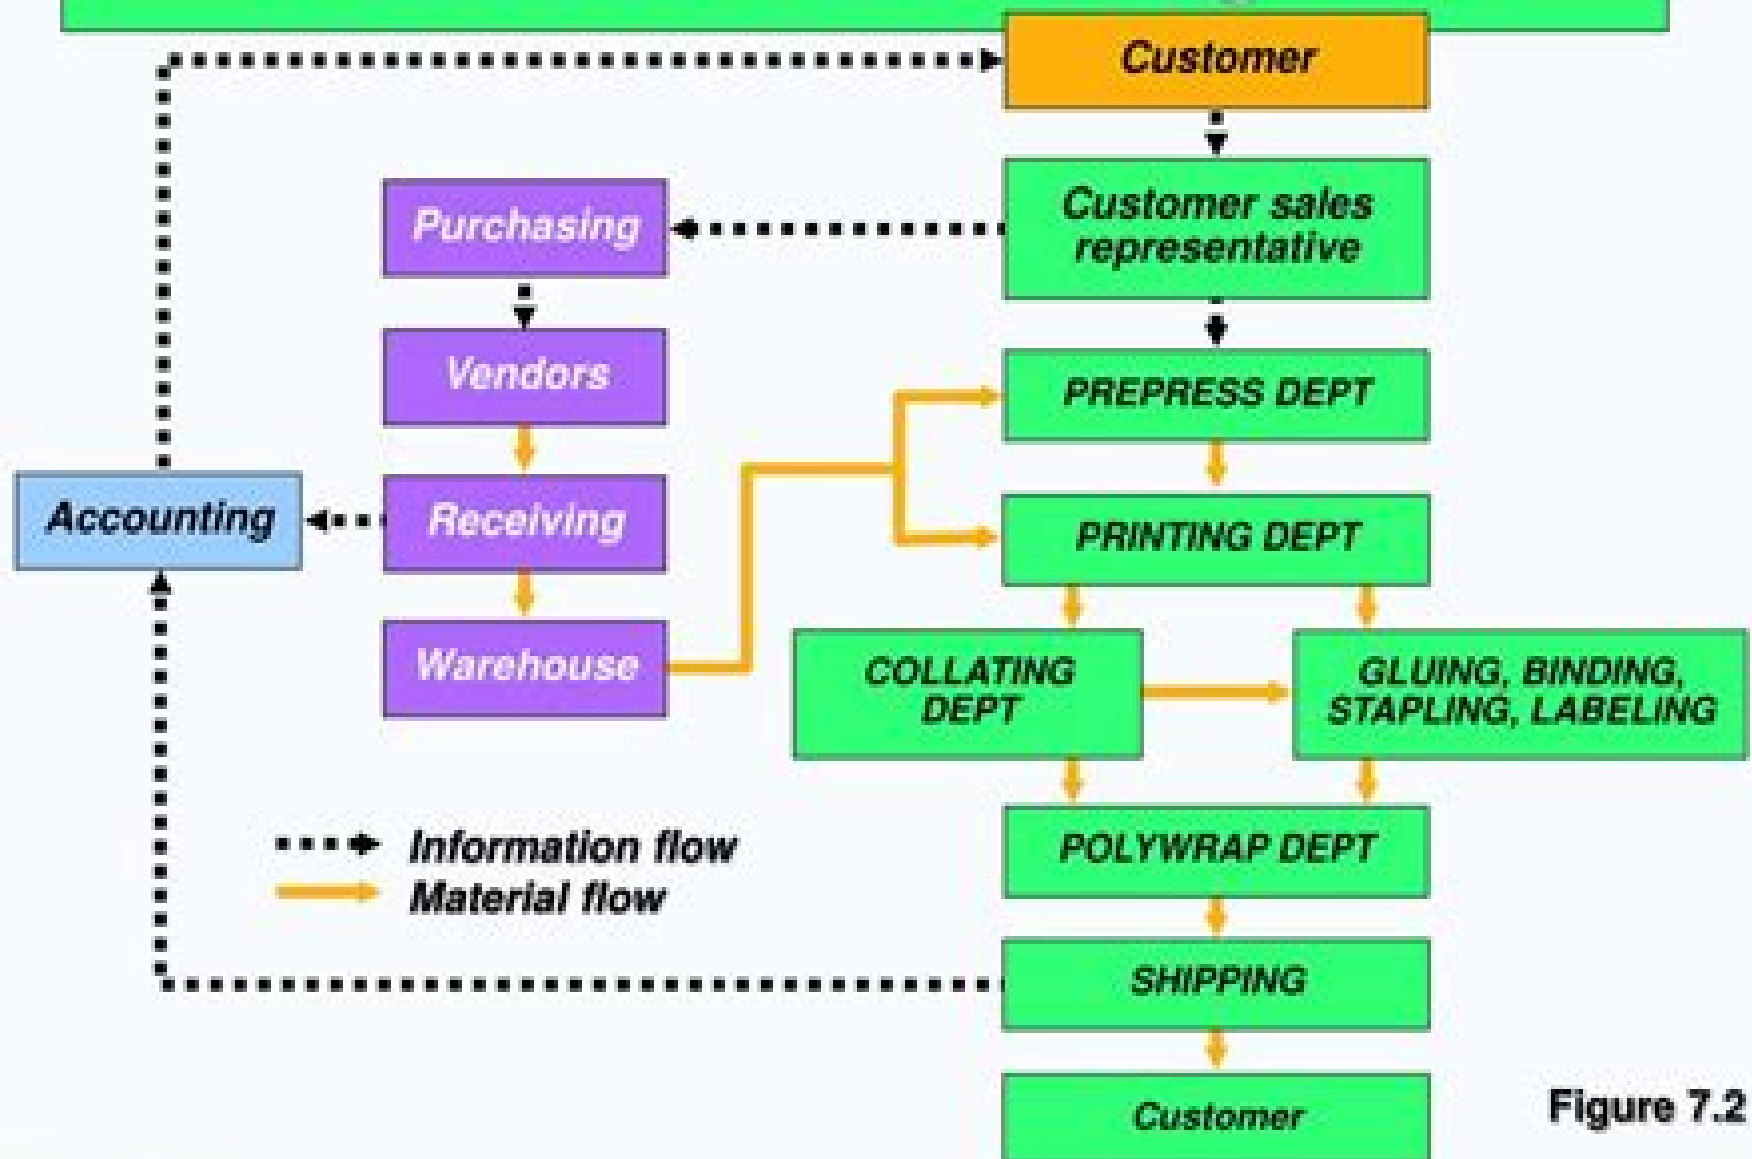 Customer
Customer sales
representative
Purchasing
Vendors
PREPRESS DEPT
Accounting
Receiving
PRINTING DEPT
Warehouse
COLLATING
DEPT
GLUING, BINDING,
STAPLING, LABELING
Information flow
Material flow
POLYWRAP DEPT
SHIPPING
Customer
Figure 7.2